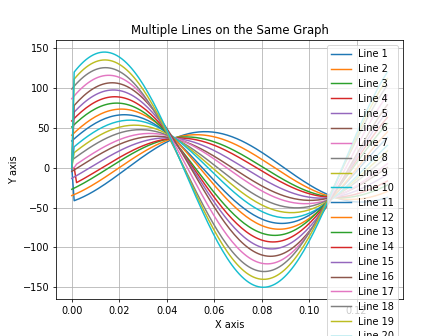 Multiple Lines on the Same Graph
Y axis
150
100
50
0
−50
−100
−150
0.00
0.02
0.04
0.06
0.08
0.10
X axis
Line 1
Line 2
Line 3
Line 4
Line 5
Line 6
Line 7
Line 8
Line 9
Line 10
Line 11
Line 12
Line 13
Line 14
Line 15
Line 16
Line 17
Line 18
Line 19
Line 20